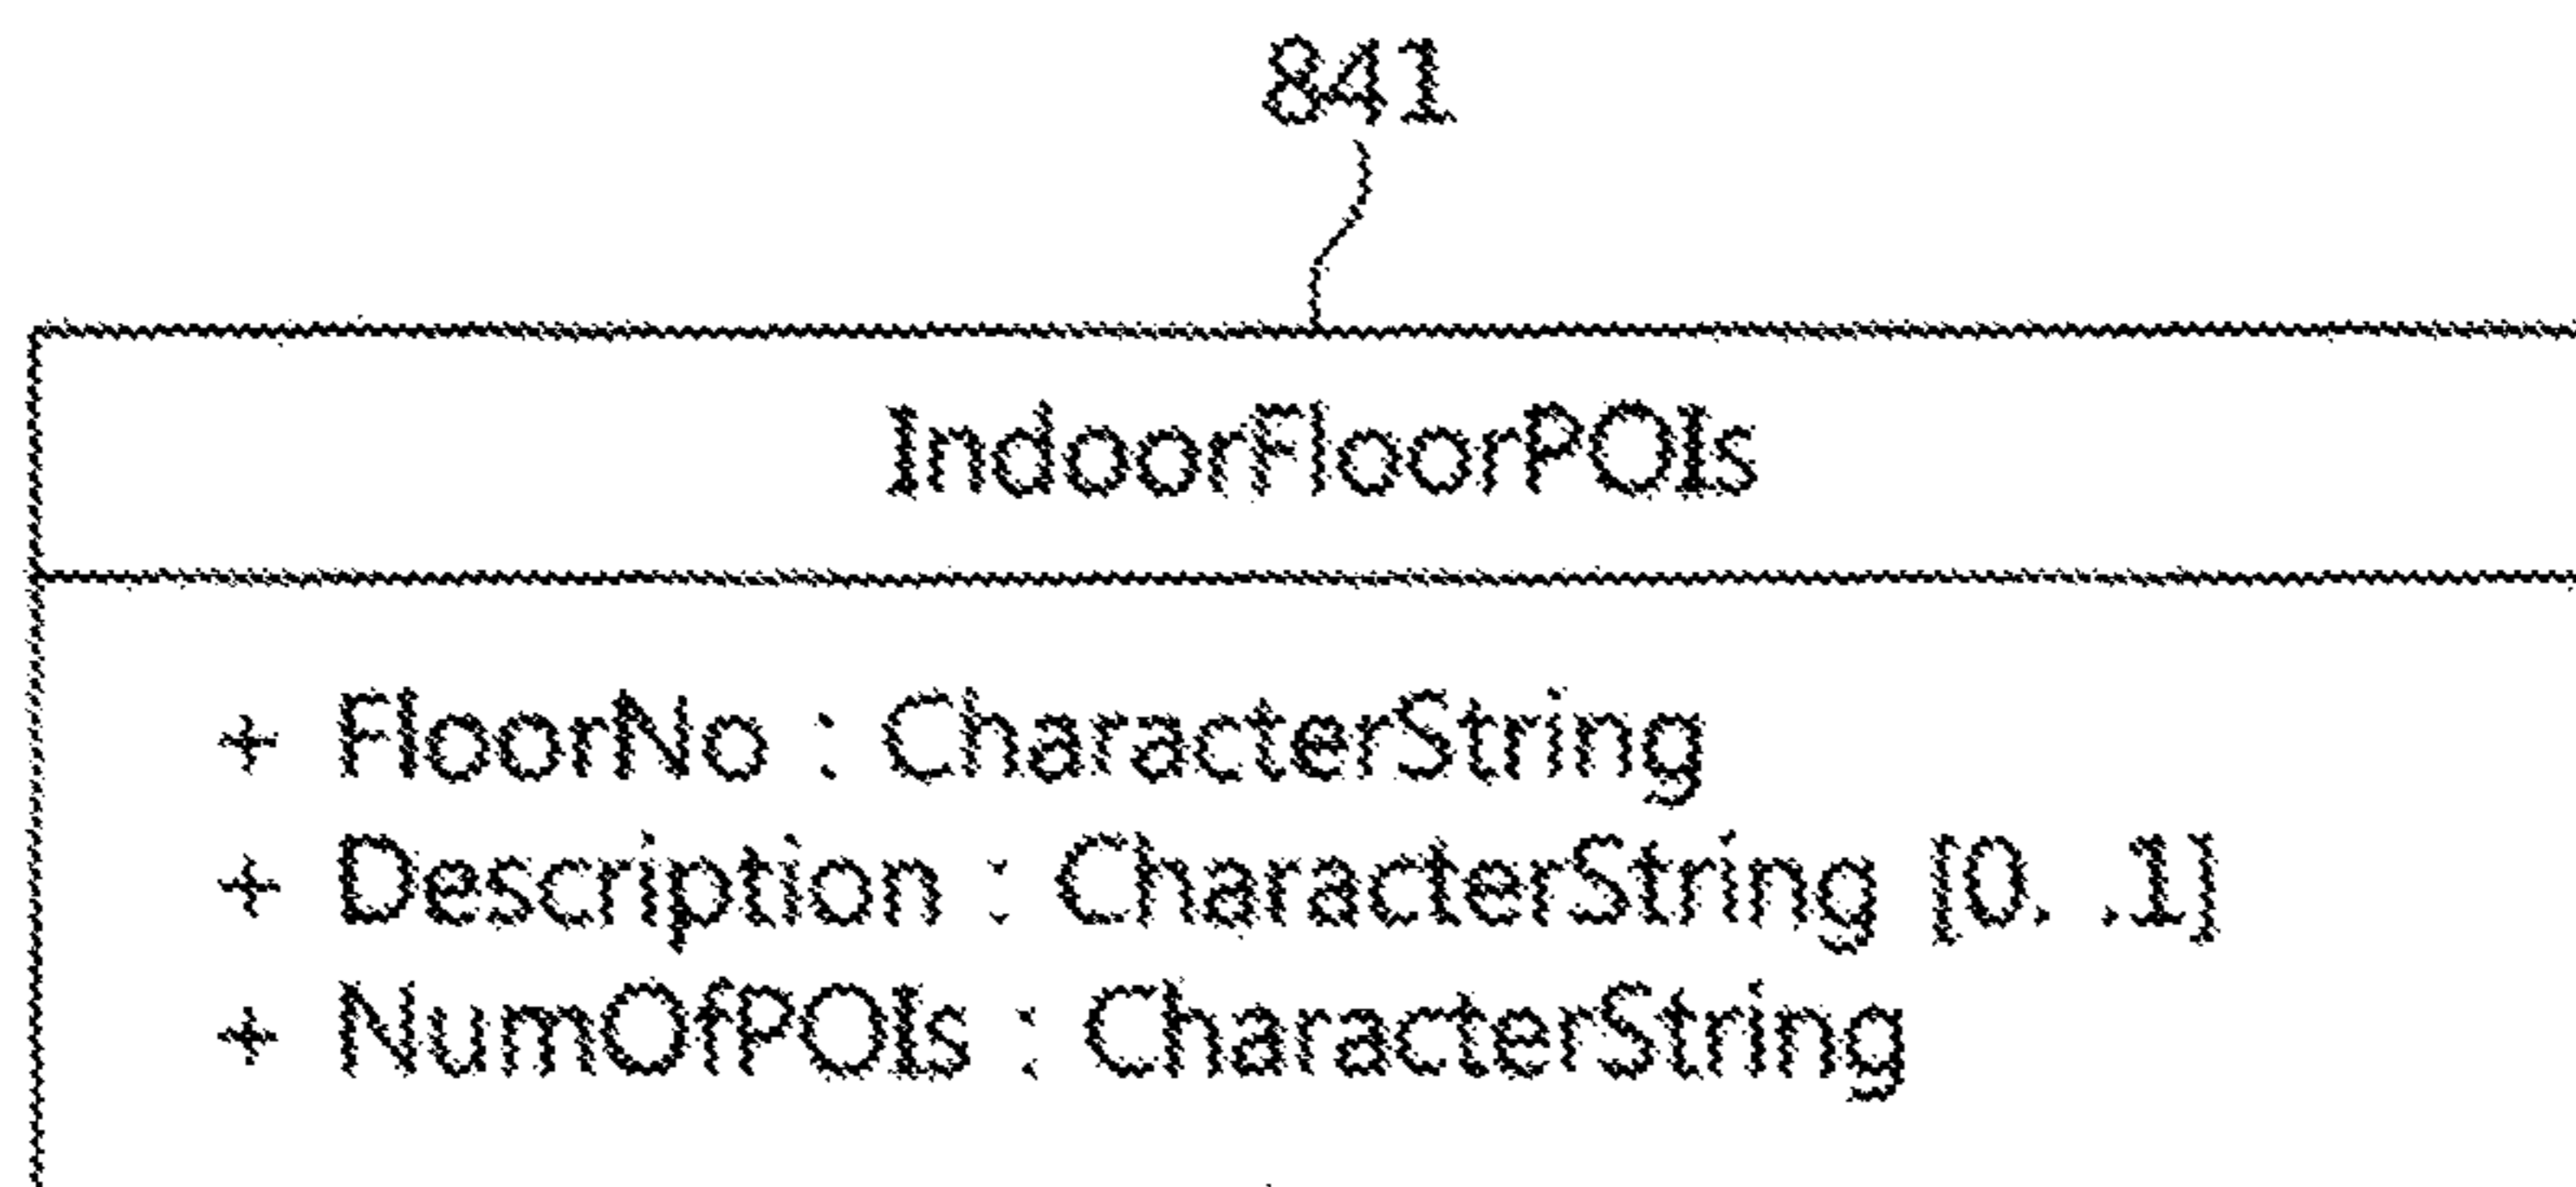 841
IndoorFloorPOIs
+ FloorNo : CharacterString
+ Description : CharacterString [0. .1]
+ NumOfPOIs : CharacterString